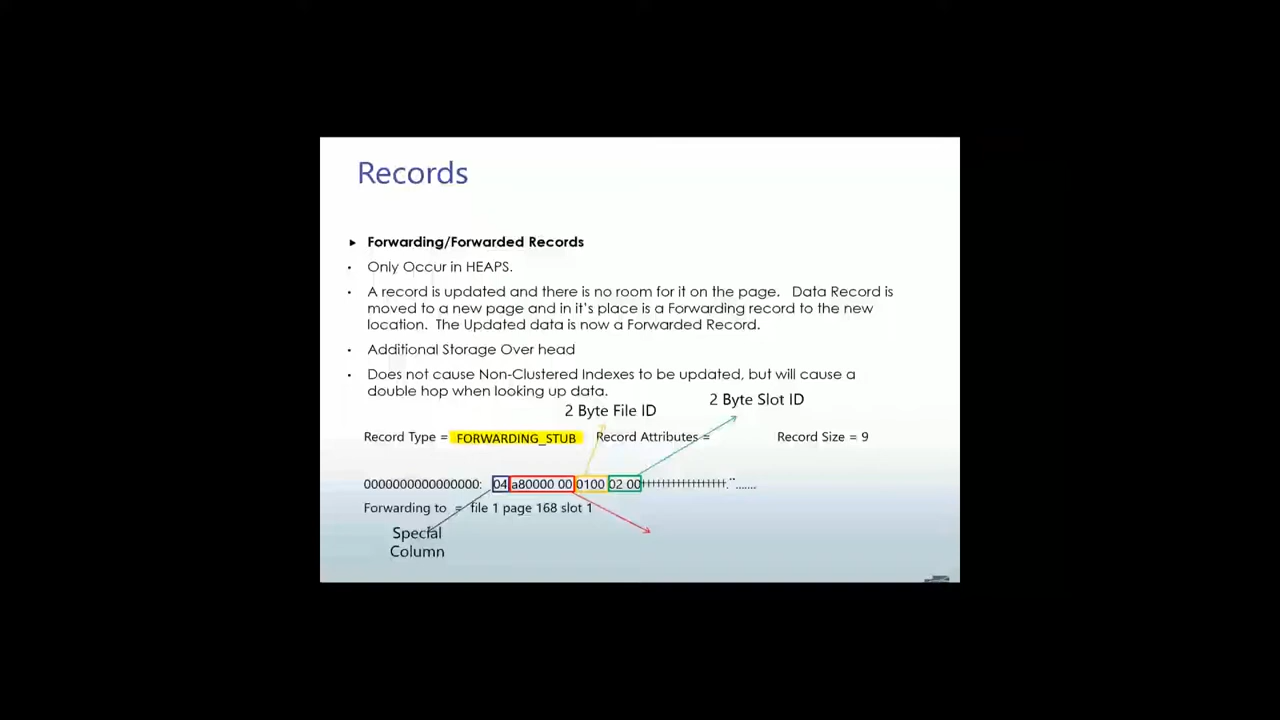 Records
Forwarding/Forwarded Records
Only Occur in HEAPS.
A record is updated and there is no room for it on the page. Data Record is
moved to a new page and in it's place is a Forwarding record to the new
location. The Updated data is now a Forwarded Record.
Additional Storage Over head
Does not cause Non-Clustered Indexes to be updated, but will cause a
double hop when looking up data.
2 Byte File ID
2 Byte Slot ID
Record Type = FORWARDING_STUB Record Attributes = Record Size = 9
0000000000000000: 04 a80000 00 0100 02 00†††††††††††††††††.¨.......
Forwarding to = file 1 page 168 slot 1
Special
Column